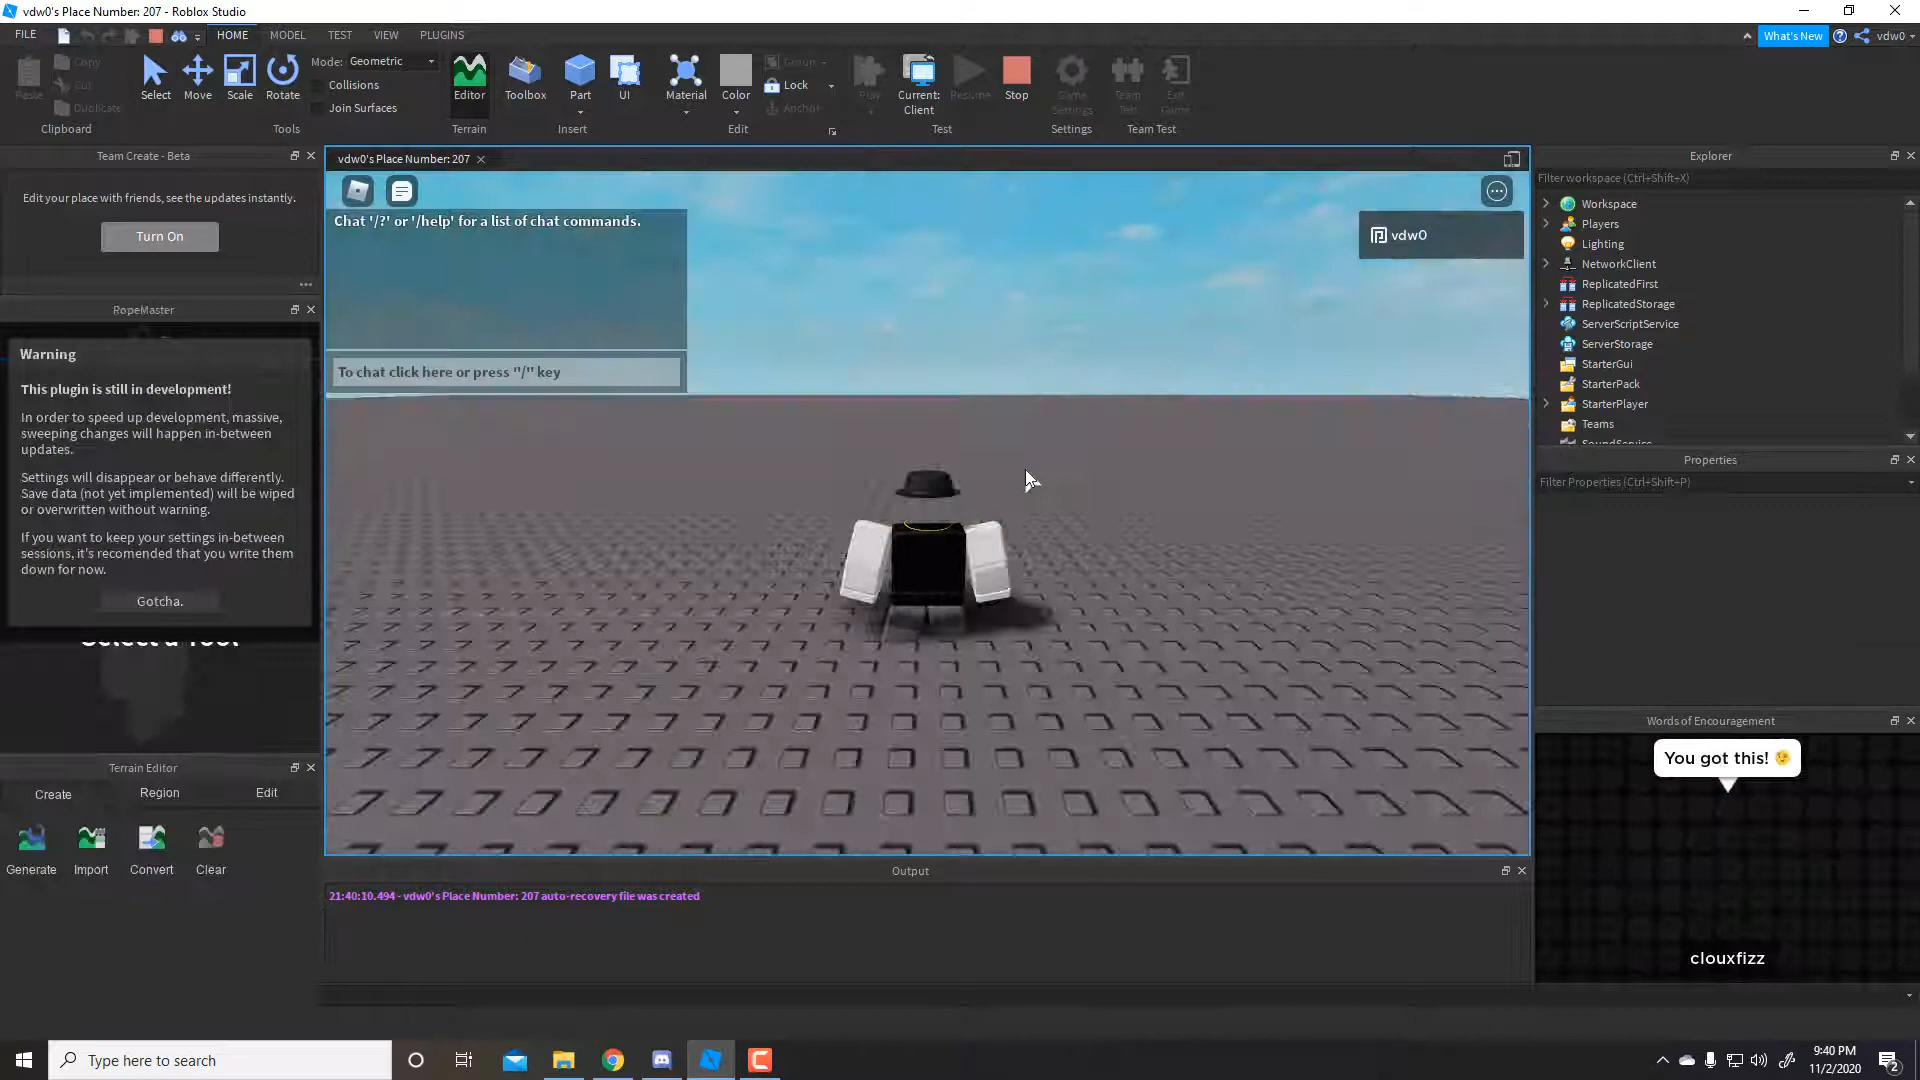 vdw0's Place Number: 207 - Roblox Studio
FILE HOME MODEL TEST VIEW PLUGINS What's New vdw0
Paste Copy Cut Duplicate
Clipboard
Select Move Scale Rotate
Mode: Geometric
Collisions
Join Surfaces
Tools
Editor
Terrain
Toolbox Part UI
Insert
Material Color Group
Lock
Anchor
Edit
Play Current: Client Resume Stop
Test
Game Settings
Settings
Team Test Exit Game
Team Test
Team Create - Beta
Edit your place with friends, see the updates instantly.
Turn On
RopeMaster
Warning
This plugin is still in development!
In order to speed up development, massive,
sweeping changes will happen in-between
updates.
Settings will disappear or behave differently.
Save data (not yet implemented) will be wiped
or overwritten without warning.
If you want to keep your settings in-between
sessions, it's recomended that you write them
down for now.
Gotcha.
Select a Tool
Terrain Editor
Create Region Edit
Generate Import Convert Clear
vdw0's Place Number: 207
Chat '/?' or '/help' for a list of chat commands.
To chat click here or press "/" key
vdw0
Output
21:40:10.494 - vdw0's Place Number: 207 auto-recovery file was created
Explorer
Filter workspace (Ctrl+Shift+X)
Workspace
Players
Lighting
NetworkClient
ReplicatedFirst
ReplicatedStorage
ServerScriptService
ServerStorage
StarterGui
StarterPack
StarterPlayer
Teams
SoundService
Properties
Filter Properties (Ctrl+Shift+P)
Words of Encouragement
You got this! 😉
clouxfizz
Type here to search
9:40 PM
11/2/2020
2